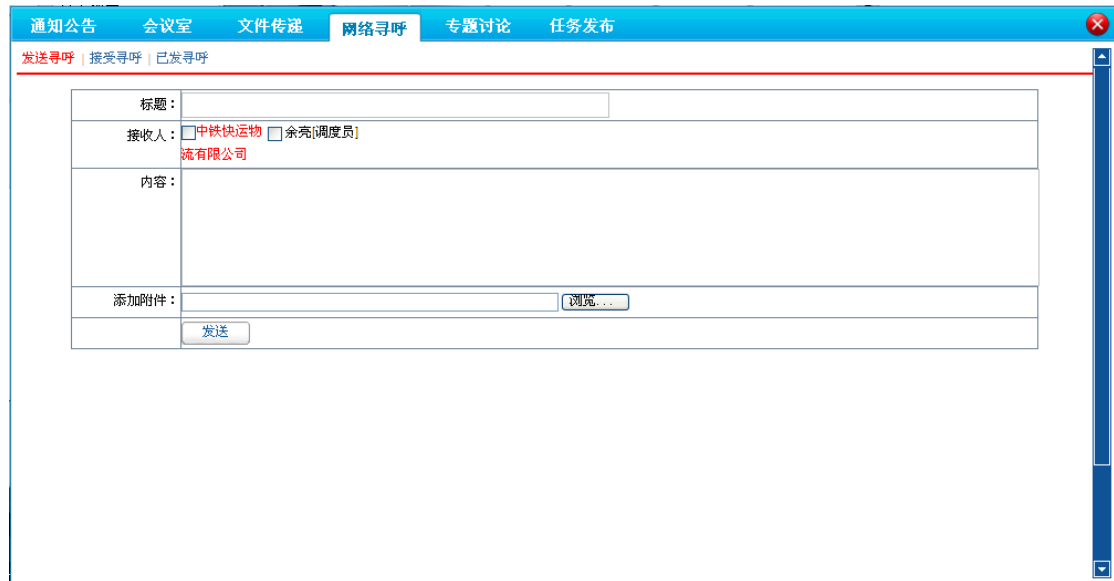 通知公告 会议室 文件传递 网络寻呼 专题讨论 任务发布
发送寻呼 | 接受寻呼 | 已发寻呼
标题：
接收人： 中铁快运物 余亮[调度员]
流有限公司
内容：
添加附件： 浏览...
发送